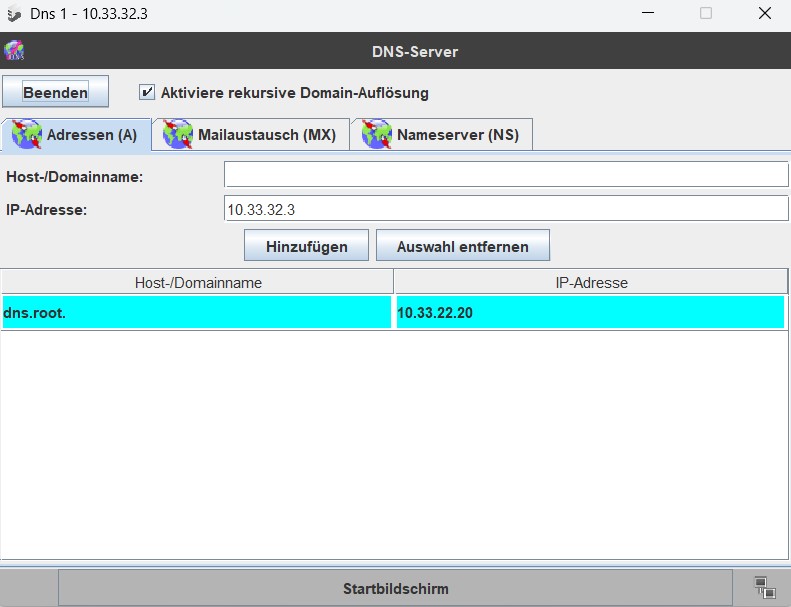 Dns 1 - 10.33.32.3
DNS-Server
Beenden
Aktiviere rekursive Domain-Auflösung
Adressen (A) Mailaustausch (MX) Nameserver (NS)
Host-/Domainname:
IP-Adresse: 10.33.32.3
Hinzufügen Auswahl entfernen
Host-/Domainname IP-Adresse
dns.root. 10.33.22.20
Startbildschirm